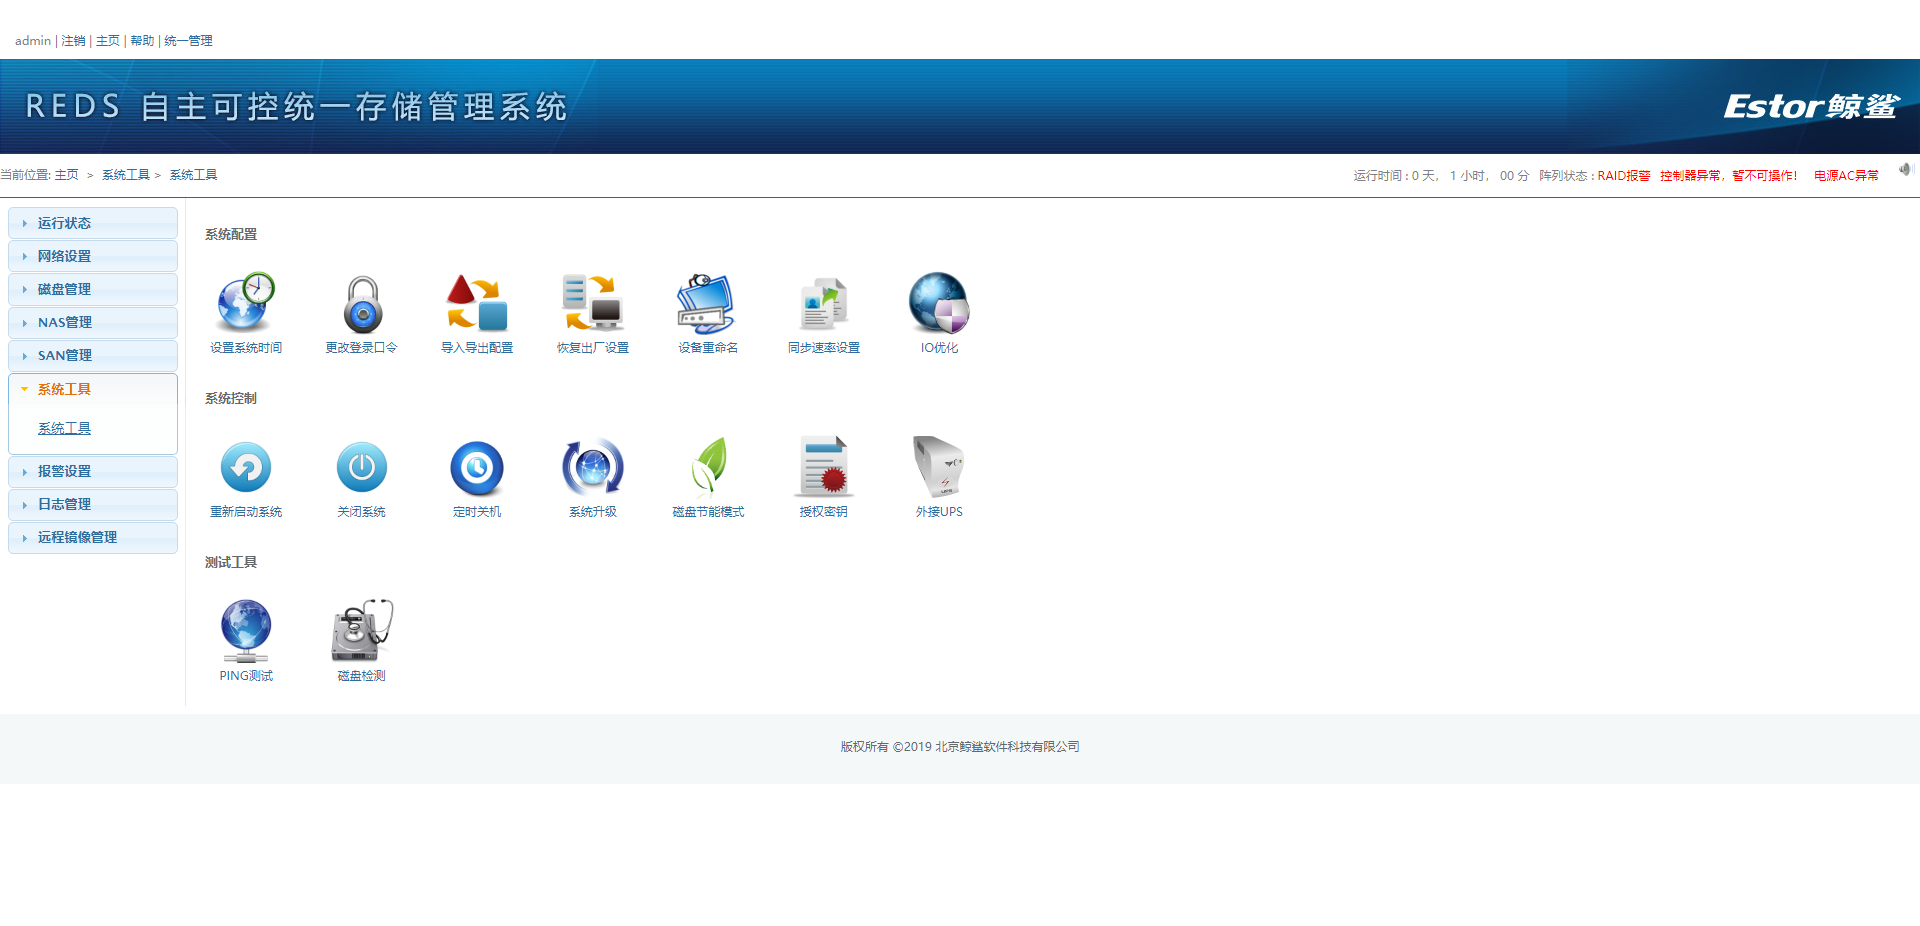 admin | 注销 | 主页 | 帮助 | 统一管理
REDS 自主可控统一存储管理系统
Estor鲸鲨
当前位置: 主页 > 系统工具 > 系统工具
运行时间 : 0 天， 1 小时， 00 分 阵列状态 : RAID报警 控制器异常，暂不可操作！ 电源AC异常
运行状态
网络设置
磁盘管理
NAS管理
SAN管理
系统工具
系统工具
报警设置
日志管理
远程镜像管理
系统配置
设置系统时间 更改登录口令 导入导出配置 恢复出厂设置 设备重命名 同步速率设置 IO优化
系统控制
重新启动系统 关闭系统 定时关机 系统升级 磁盘节能模式 授权密钥 外接UPS
测试工具
PING测试 磁盘检测
版权所有 ©2019 北京鲸鲨软件科技有限公司